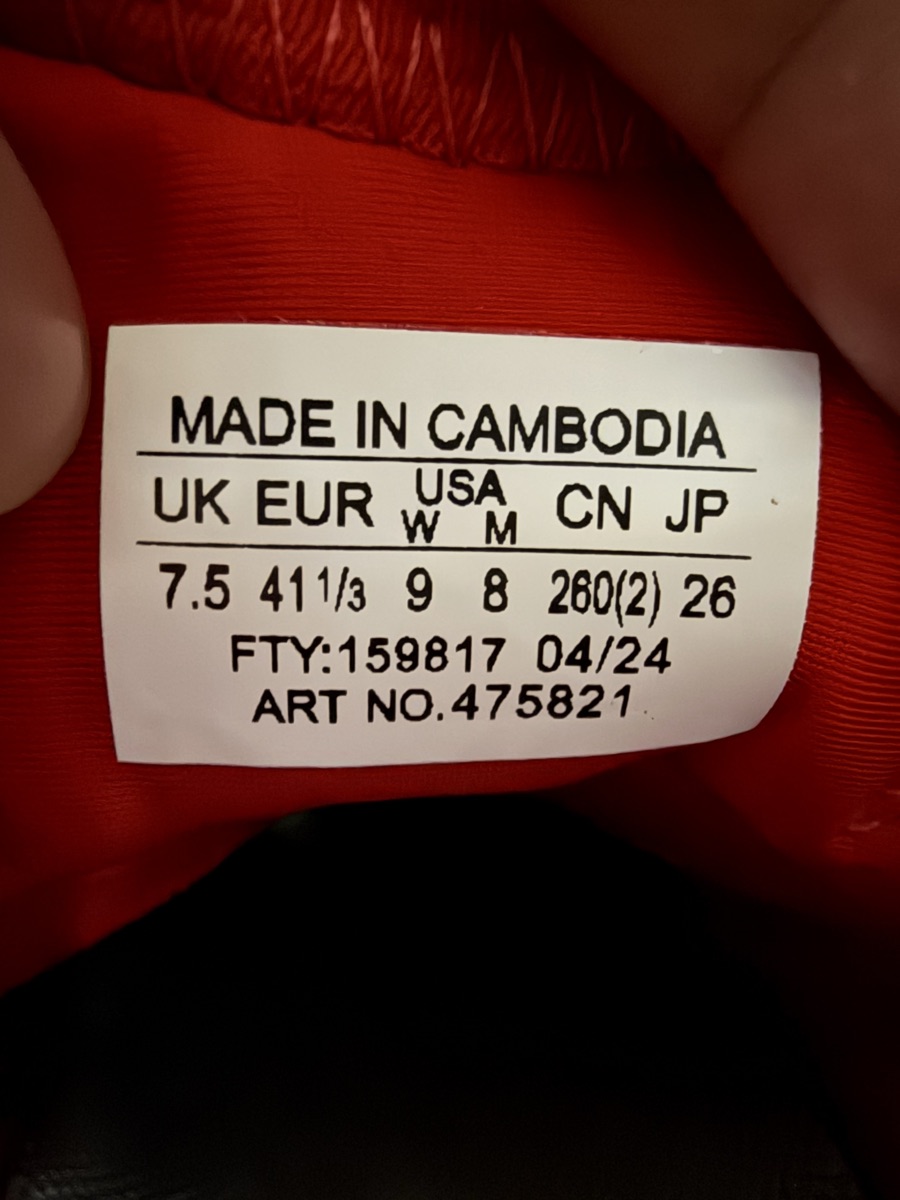 MADE IN CAMBODIA
UK EUR USA CN JP
W M
7.5 41 1/3 9 8 260(2) 26
FTY:159817 04/24
ART NO.475821